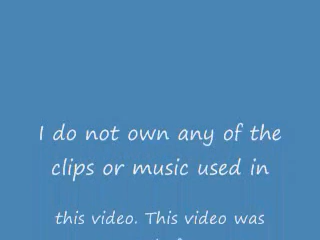 I do not own any of the
clips or music used in
this video. This video was